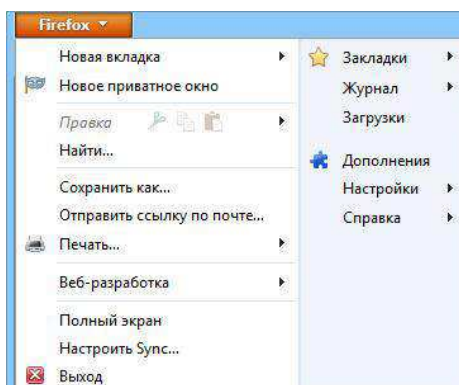 Firefox
Новая вкладка
Новое приватное окно
Правка
Найти...
Сохранить как...
Отправить ссылку по почте...
Печать...
Веб-разработка
Полный экран
Настроить Sync...
Выход
Закладки
Журнал
Загрузки
Дополнения
Настройки
Справка